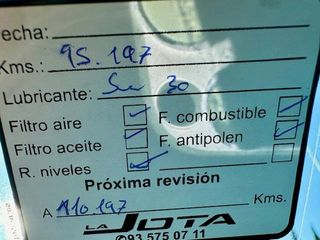 echa:
Kms.: 95.197
Lubricante: 5w 30
Filtro aire ✓ F. combustible ✓
Filtro aceite ✓ F. antipolen ✓
R. niveles ✓
Próxima revisión
A 110.197 Kms.
LA JOTA
✆93 575 07 11